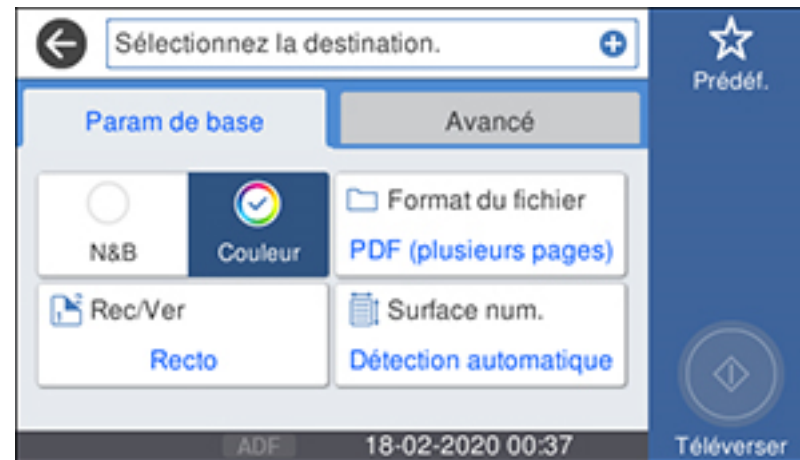 Sélectionnez la destination.
Prédéf.
Param de base
Avancé
N&B
Couleur
Format du fichier
PDF (plusieurs pages)
Rec/Ver
Recto
Surface num.
Détection automatique
ADF
18-02-2020 00:37
Téléverser